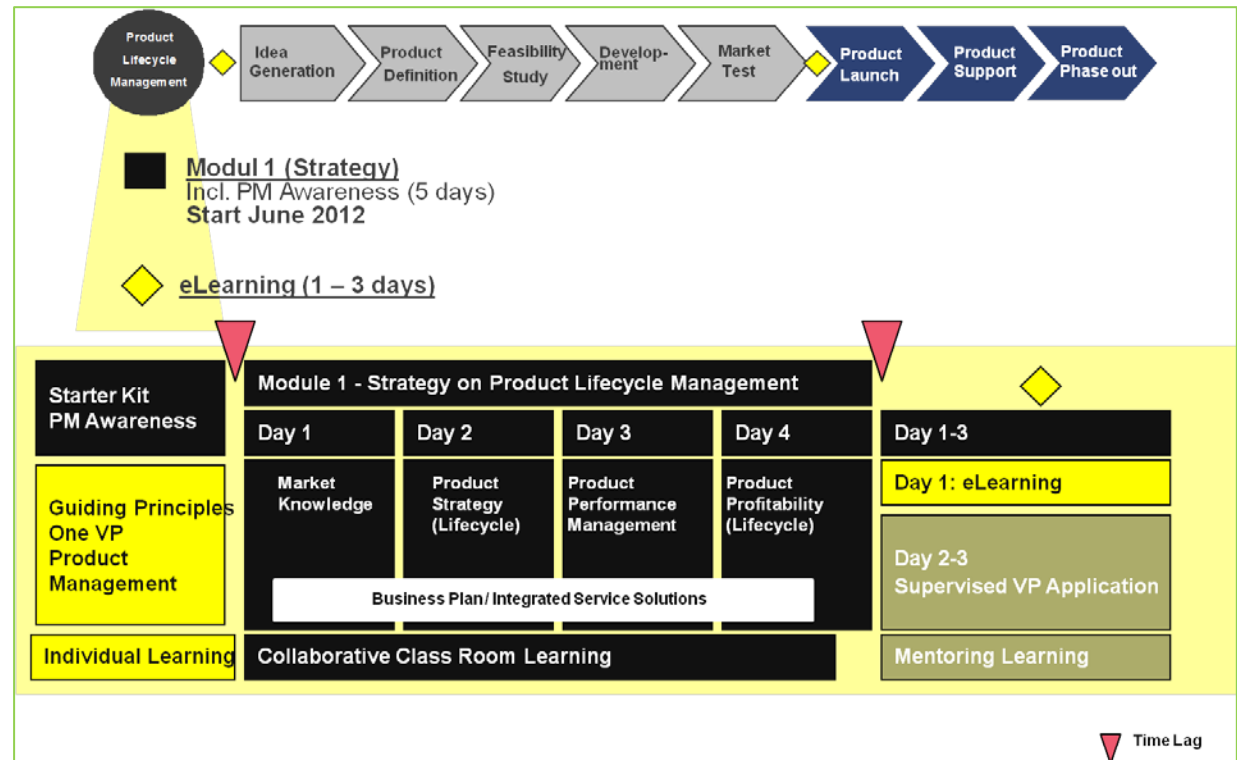 Product
Lifecycle
Management
Idea
Generation
Product
Definition
Feasibility
Study
Develop-
ment
Market
Test
Product
Launch
Product
Support
Product
Phase out
Modul 1 (Strategy)
Incl. PM Awareness (5 days)
Start June 2012
eLearning (1 – 3 days)
Starter Kit
PM Awareness
Module 1 - Strategy on Product Lifecycle Management
Day 1
Day 2
Day 3
Day 4
Day 1-3
Guiding Principles
One VP
Product
Management
Market
Knowledge
Product
Strategy
(Lifecycle)
Product
Performance
Management
Product
Profitability
(Lifecycle)
Business Plan/ Integrated Service Solutions
Day 1: eLearning
Day 2-3
Supervised VP Application
Individual Learning
Collaborative Class Room Learning
Mentoring Learning
Time Lag